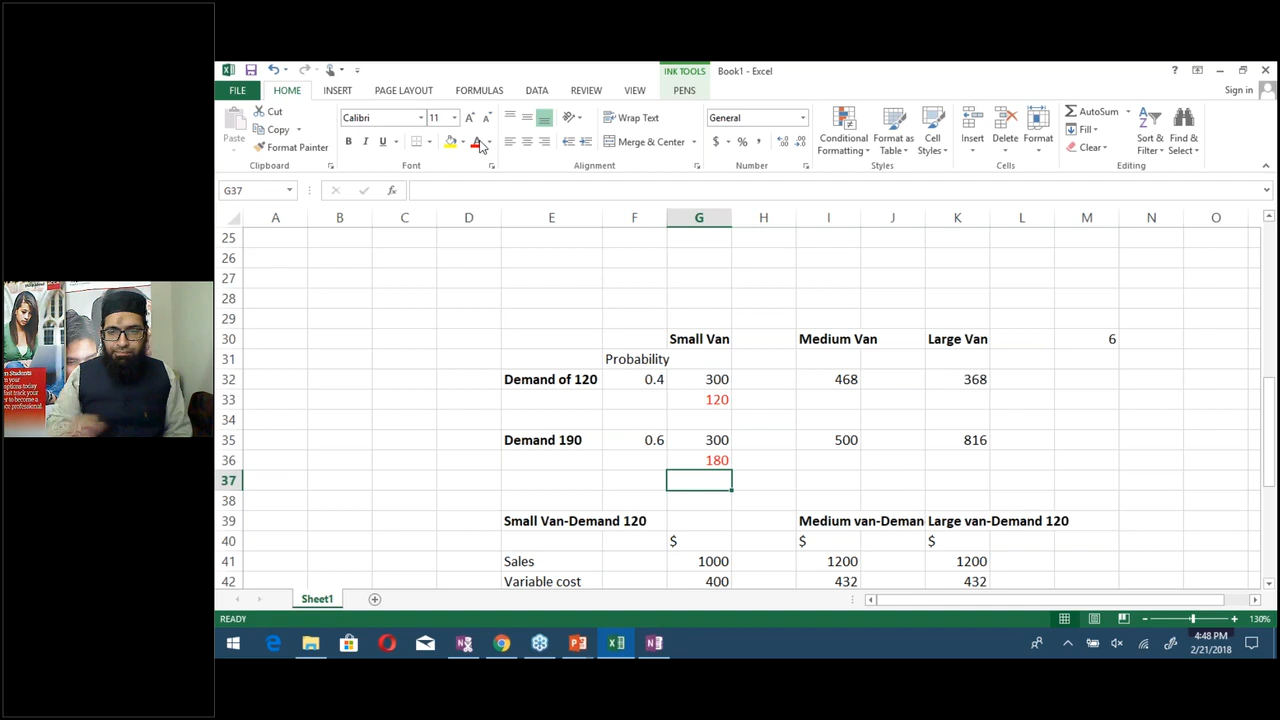 INK TOOLS
Book1 - Excel
FILE HOME INSERT PAGE LAYOUT FORMULAS DATA REVIEW VIEW PENS
Sign in
Paste
Cut
Copy
Format Painter
Clipboard
Calibri 11
B I U
Font
Wrap Text
Merge & Center
Alignment
General
$ % ,
Number
Conditional Formatting
Format as Table
Cell Styles
Styles
Insert Delete Format
Cells
AutoSum
Fill
Clear
Sort & Filter
Find & Select
Editing
G37
fx
A B C D E F G H I J K L M N O
25
26
27
28
29
30 Small Van Medium Van Large Van 6
31 Probability
32 Demand of 120 0.4 300 468 368
33 120
34
35 Demand 190 0.6 300 500 816
36 180
37
38
39 Small Van-Demand 120 Medium van-Deman Large van-Demand 120
40 $ $ $
41 Sales 1000 1200 1200
42 Variable cost 400 432 432
Sheet1
READY
130%
4:48 PM
2/21/2018